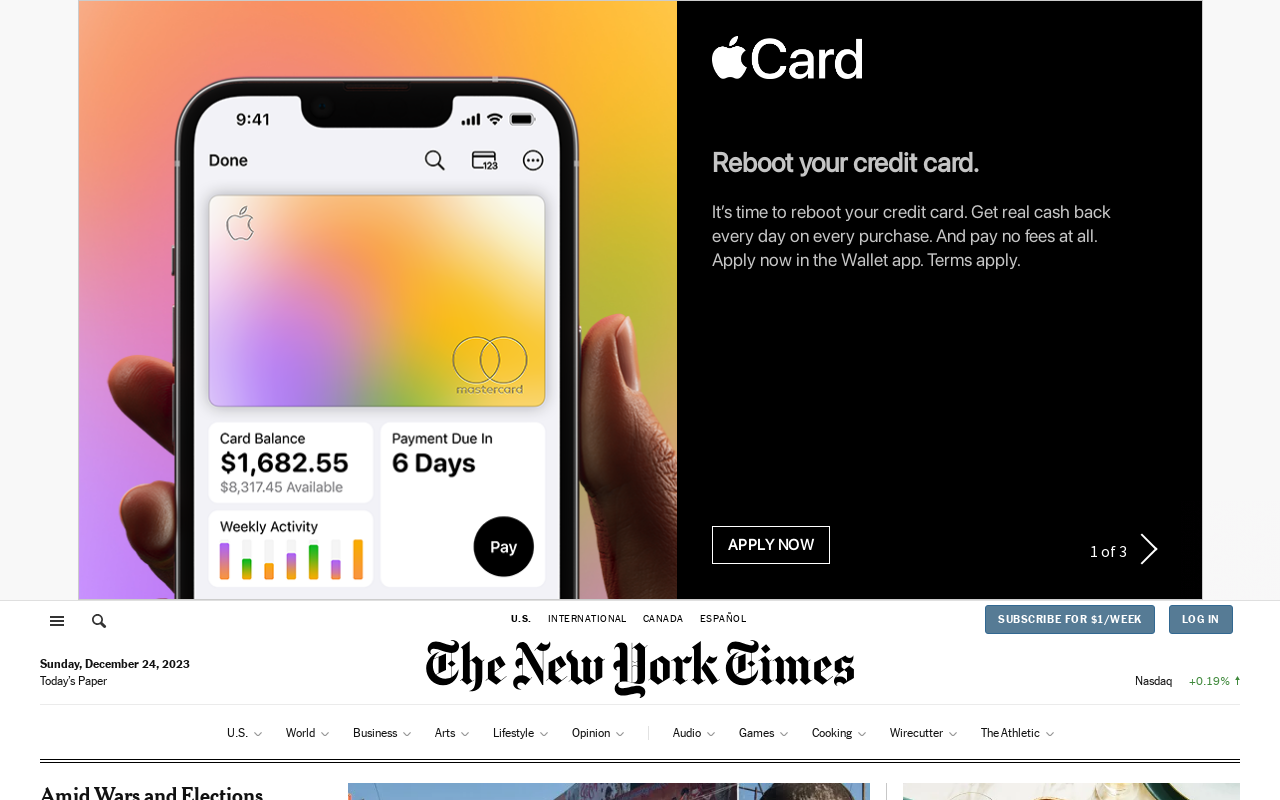 9:41
Done
123
mastercard
Card Balance
$1,682.55
$8,317.45 Available
Payment Due In
6 Days
Weekly Activity
Pay
Card
Reboot your credit card.
It's time to reboot your credit card. Get real cash back
every day on every purchase. And pay no fees at all.
Apply now in the Wallet app. Terms apply.
APPLY NOW
1 of 3
U.S. INTERNATIONAL CANADA ESPAÑOL
SUBSCRIBE FOR $1/WEEK
LOG IN
Sunday, December 24, 2023
Today's Paper
The New York Times
Nasdaq +0.19%
U.S. World Business Arts Lifestyle Opinion Audio Games Cooking Wirecutter The Athletic
Amid Wars and Elections